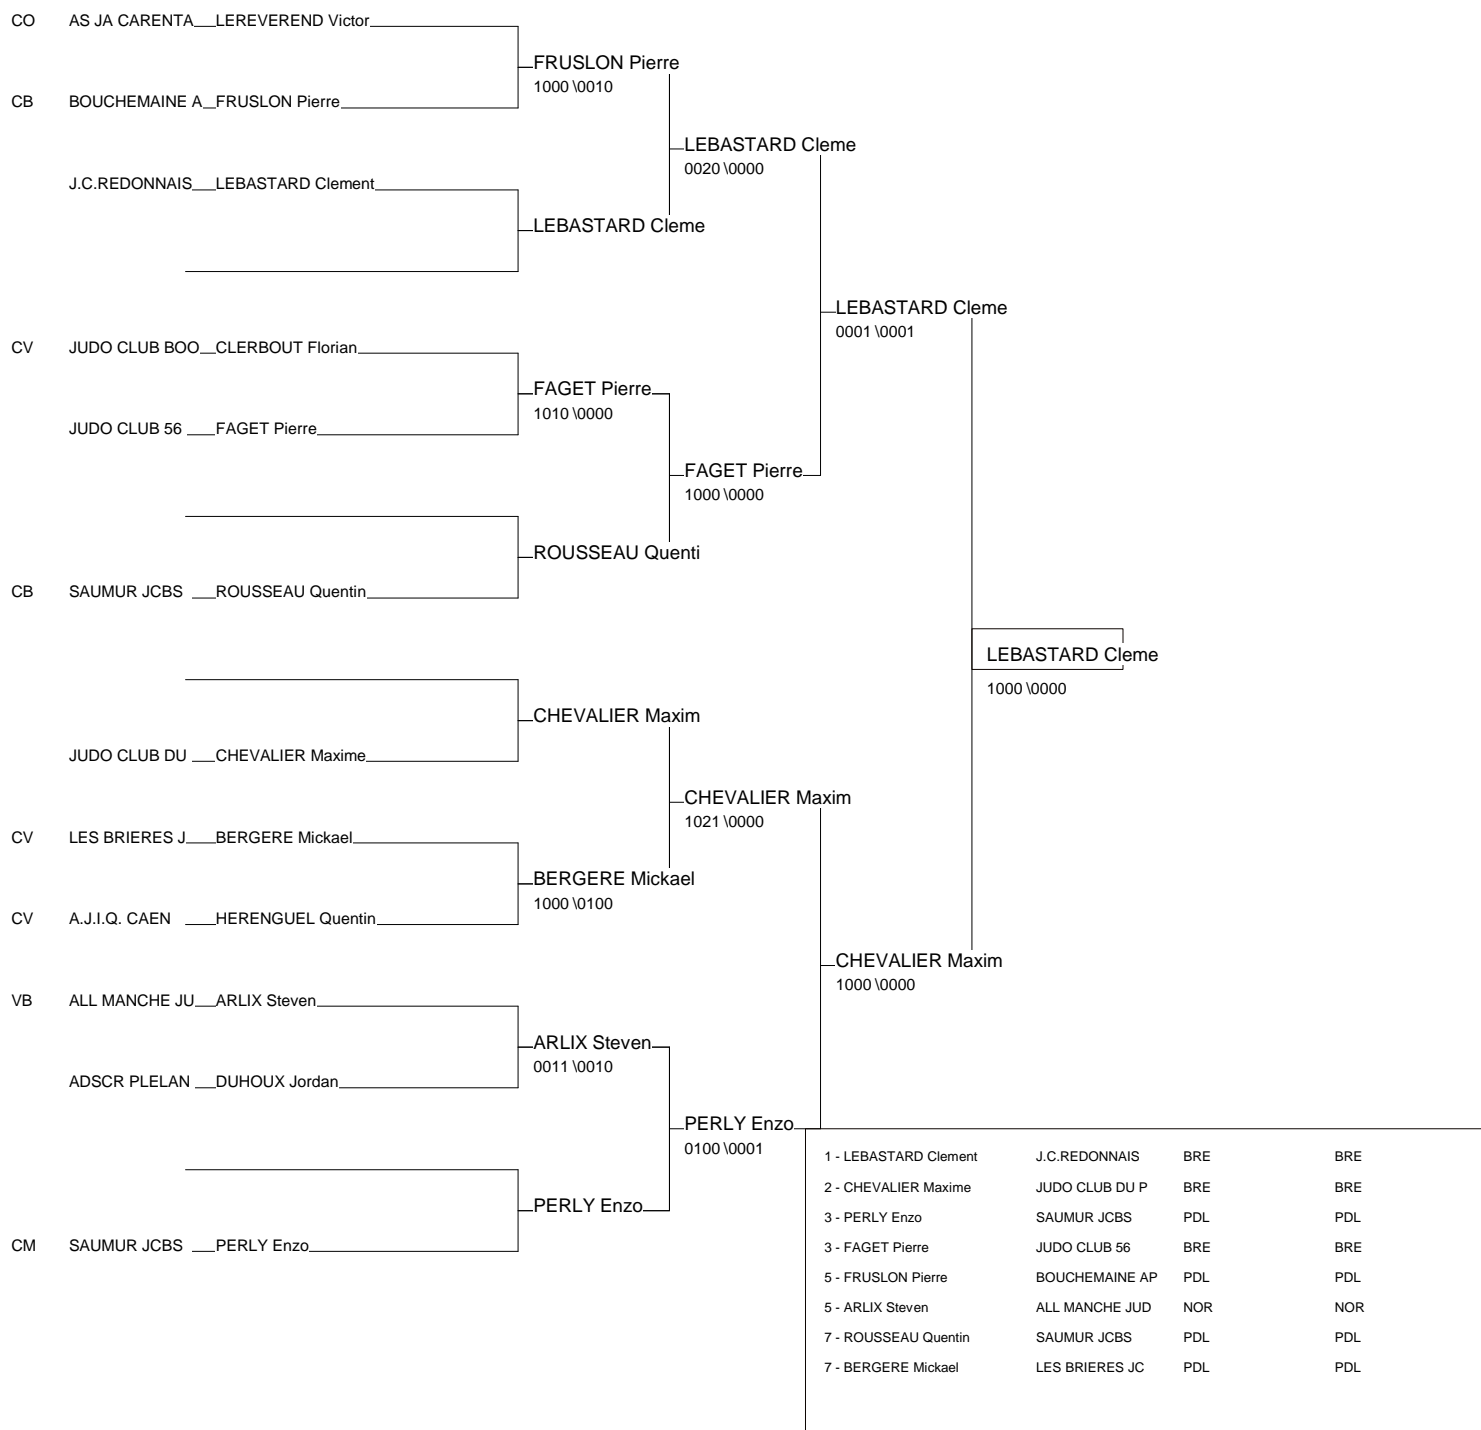 CO AS JA CARENTA LEREVEREND Victor
FRUSLON Pierre
1000 \0010
CB BOUCHEMAINE A FRUSLON Pierre
LEBASTARD Cleme
0020 \0000
J.C.REDONNAIS LEBASTARD Clement
LEBASTARD Cleme
LEBASTARD Cleme
0001 \0001
CV JUDO CLUB BOO CLERBOUT Florian
FAGET Pierre
1010 \0000
JUDO CLUB 56 FAGET Pierre
FAGET Pierre
1000 \0000
ROUSSEAU Quenti
CB SAUMUR JCBS ROUSSEAU Quentin
LEBASTARD Cleme
1000 \0000
CHEVALIER Maxim
JUDO CLUB DU CHEVALIER Maxime
CHEVALIER Maxim
1021 \0000
CV LES BRIERES J BERGERE Mickael
BERGERE Mickael
1000 \0100
CV A.J.I.Q. CAEN HERENGUEL Quentin
CHEVALIER Maxim
1000 \0000
VB ALL MANCHE JU ARLIX Steven
ARLIX Steven
0011 \0010
ADSCR PLELAN DUHOUX Jordan
PERLY Enzo
0100 \0001
PERLY Enzo
CM SAUMUR JCBS PERLY Enzo
1 - LEBASTARD Clement J.C.REDONNAIS BRE BRE
2 - CHEVALIER Maxime JUDO CLUB DU P BRE BRE
3 - PERLY Enzo SAUMUR JCBS PDL PDL
3 - FAGET Pierre JUDO CLUB 56 BRE BRE
5 - FRUSLON Pierre BOUCHEMAINE AP PDL PDL
5 - ARLIX Steven ALL MANCHE JUD NOR NOR
7 - ROUSSEAU Quentin SAUMUR JCBS PDL PDL
7 - BERGERE Mickael LES BRIERES JC PDL PDL